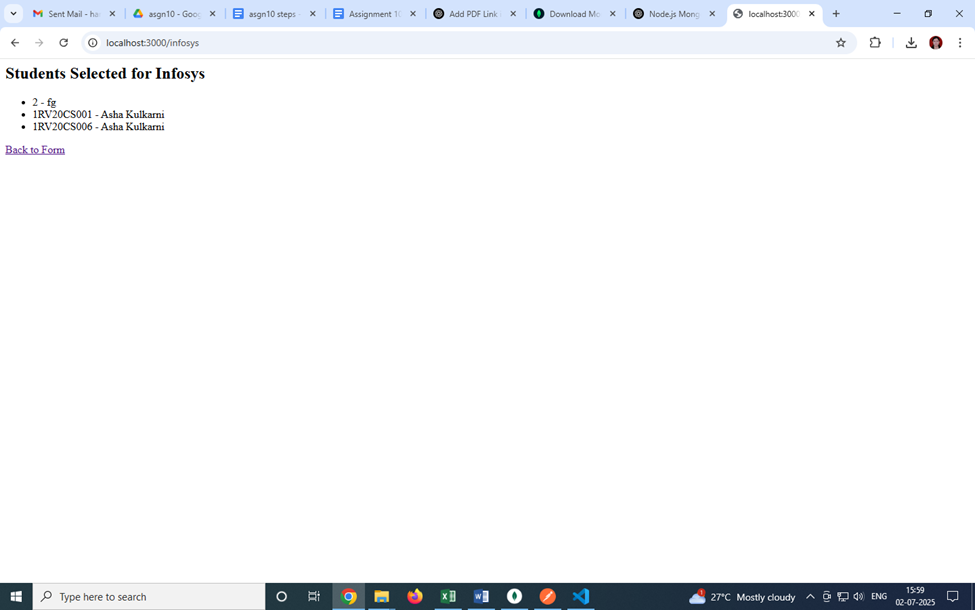 Sent Mail - ha
asgn10 - Goog
asgn10 steps -
Assignment 10
Add PDF Link
Download Mo
Node.js Mong
localhost:3000
localhost:3000/infosys
Students Selected for Infosys
2 - fg
1RV20CS001 - Asha Kulkarni
1RV20CS006 - Asha Kulkarni
Back to Form
Type here to search
1
27°C Mostly cloudy
ENG
15:59
02-07-2025